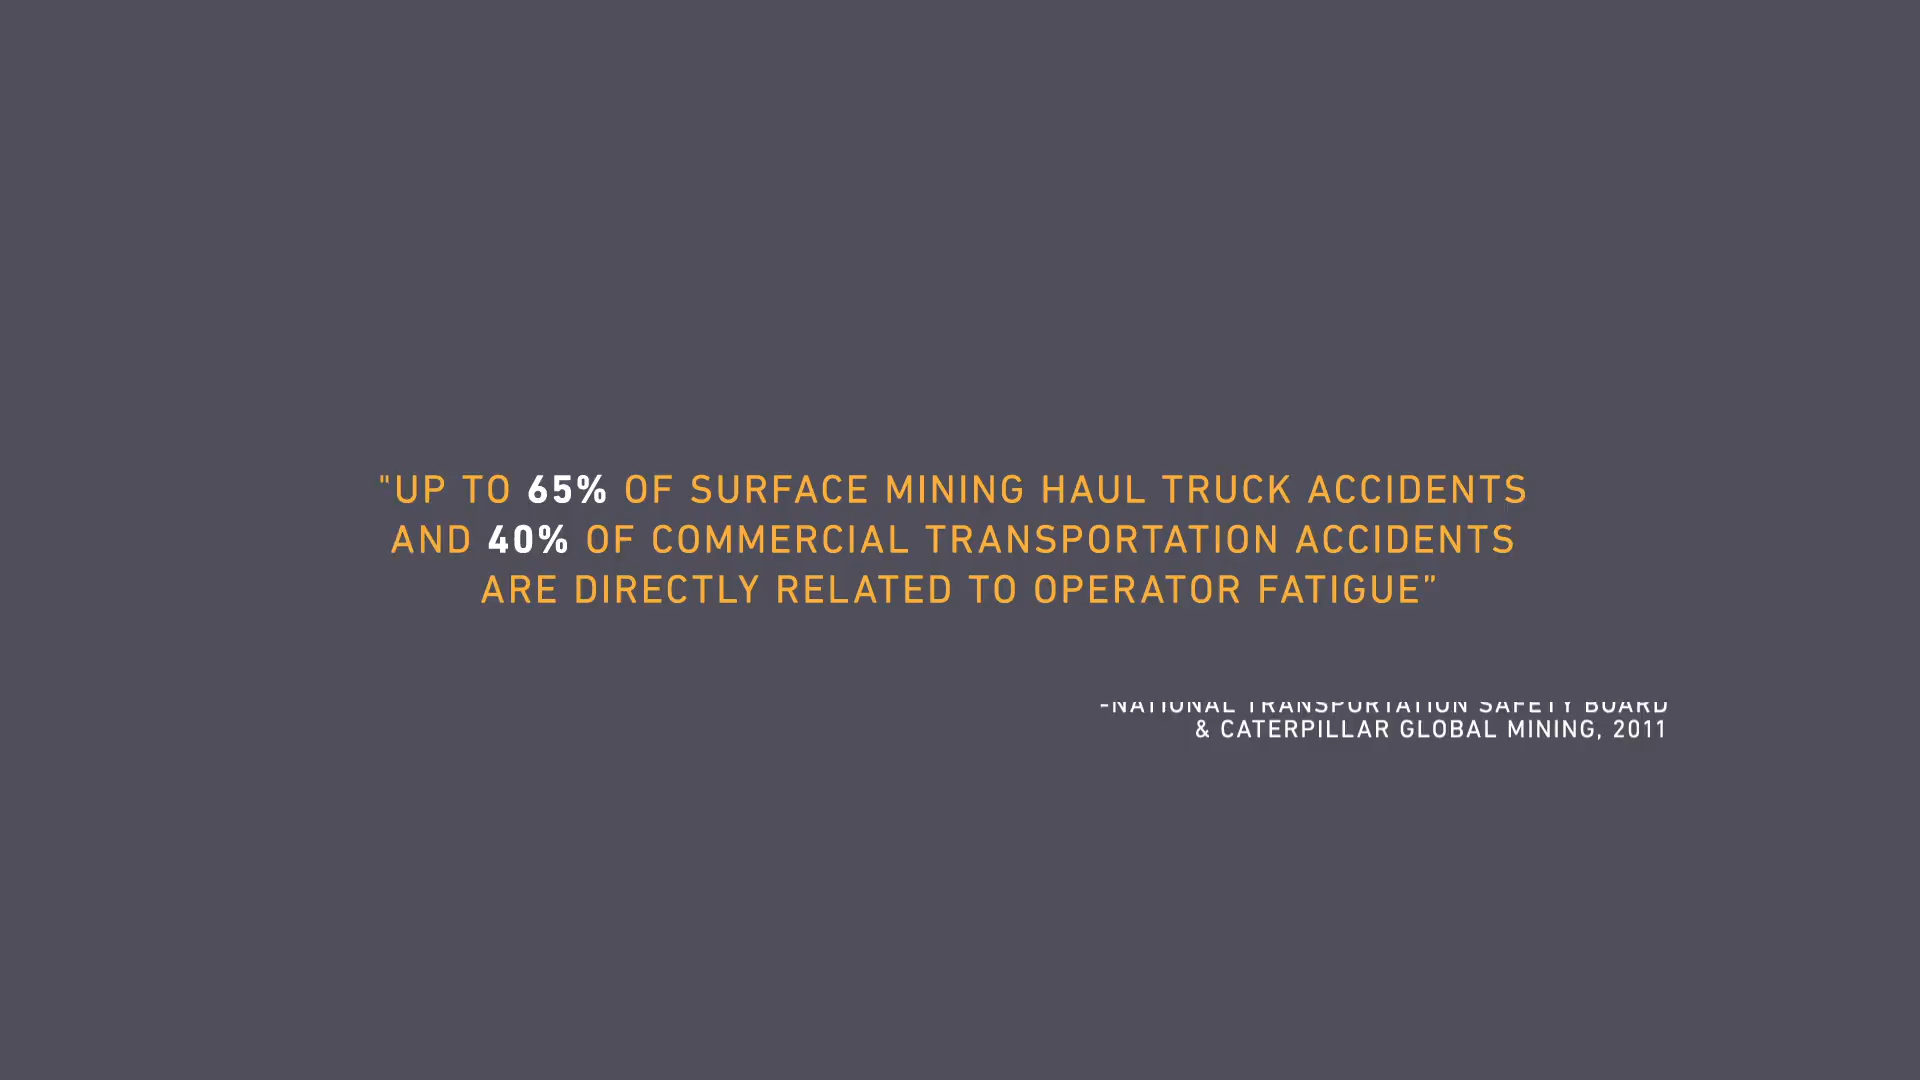 "UP TO 65% OF SURFACE MINING HAUL TRUCK ACCIDENTS
AND 40% OF COMMERCIAL TRANSPORTATION ACCIDENTS
ARE DIRECTLY RELATED TO OPERATOR FATIGUE”
-NATIONAL TRANSPORTATION SAFETY BOARD
& CATERPILLAR GLOBAL MINING, 2011